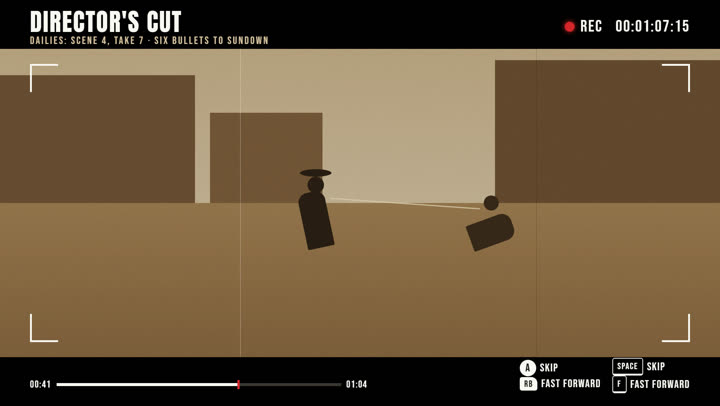 DIRECTOR'S CUT
DAILIES: SCENE 4, TAKE 7 - SIX BULLETS TO SUNDOWN
REC 00:01:07:15
00:41 01:04
A SKIP
SPACE SKIP
RB FAST FORWARD
F FAST FORWARD